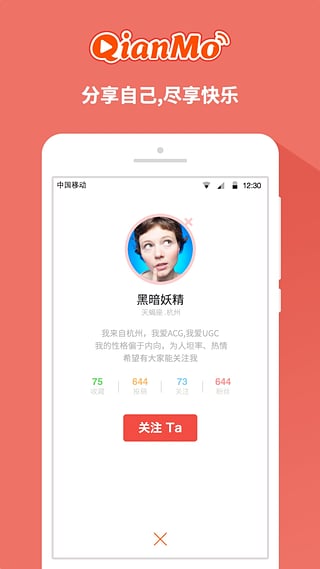 QianMo
分享自己,尽享快乐
中国移动 12:30
黑暗妖精
天蝎座 杭州
我来自杭州，我爱ACG,我爱UGC
我的性格偏于内向，为人坦率、热情
希望有大家能关注我
75 644 73 644
收藏 投稿 关注 粉丝
关注 Ta